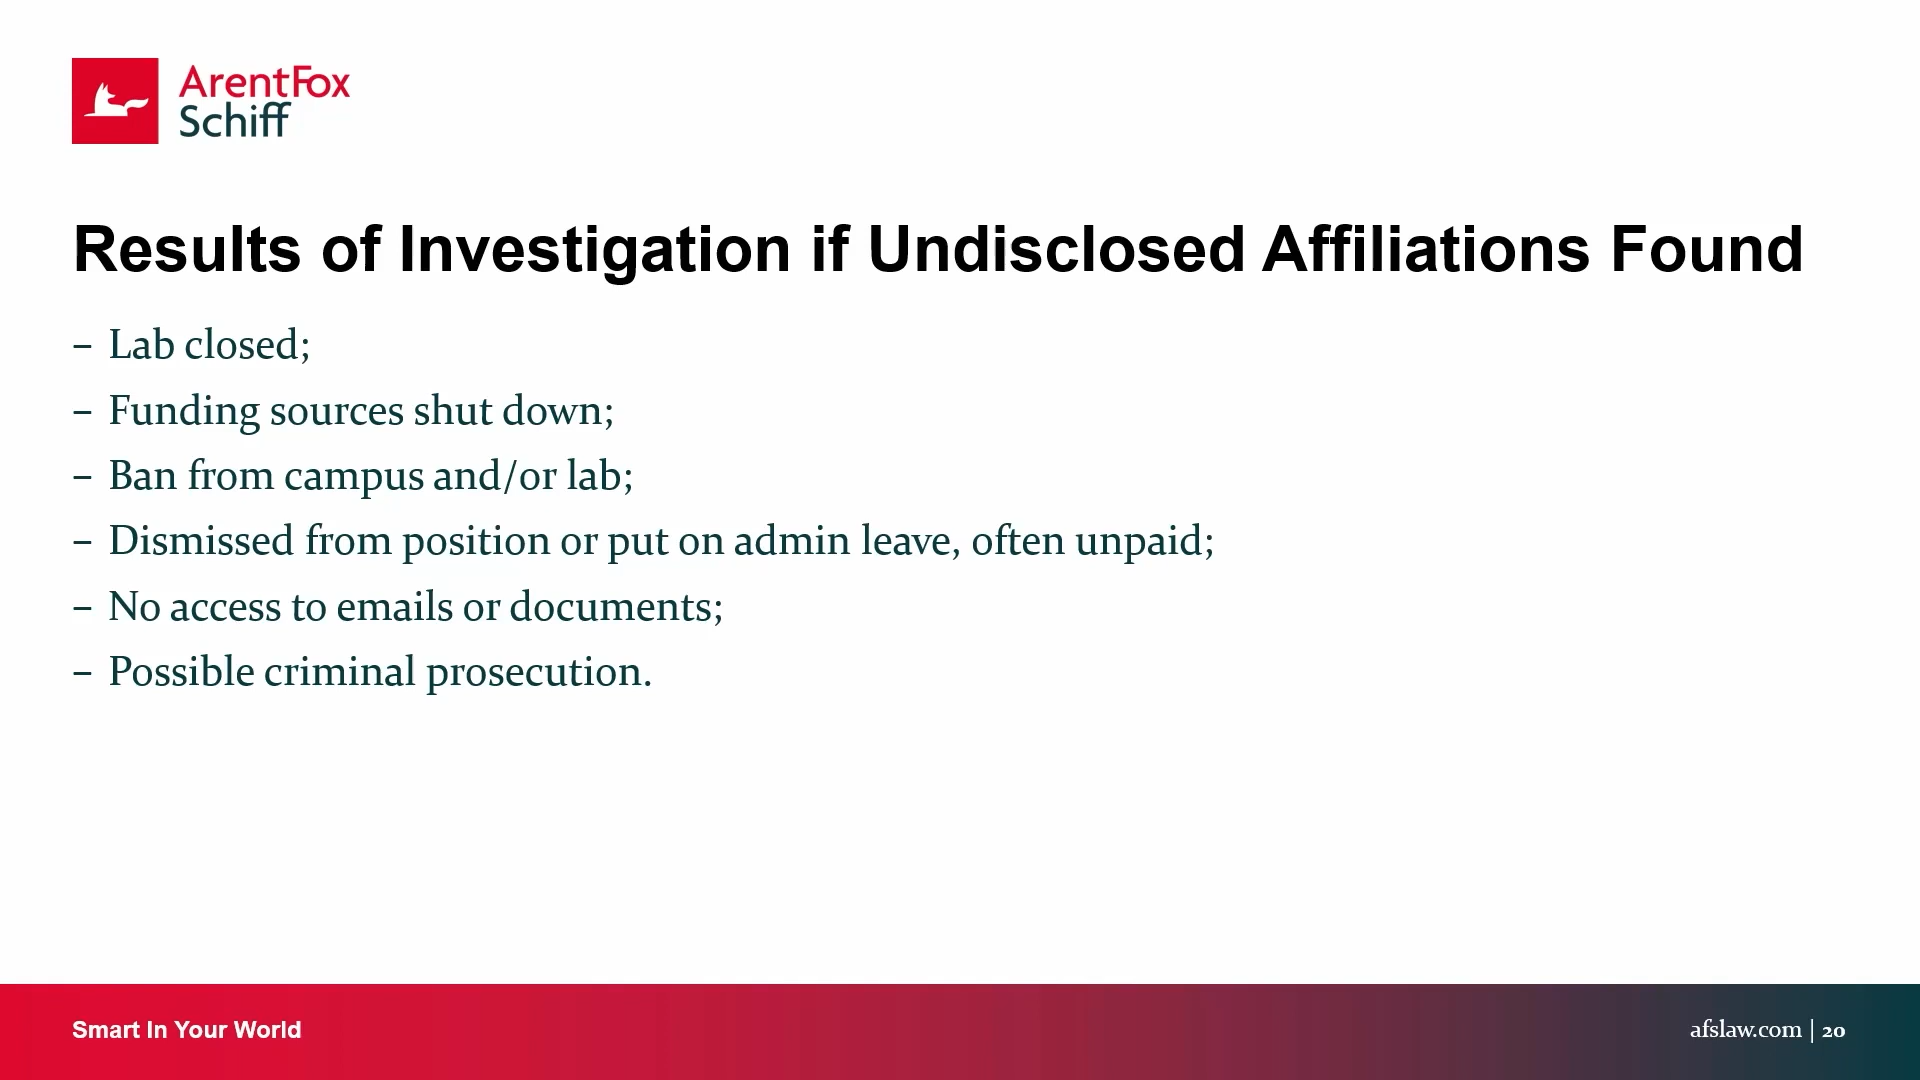 ArentFox
Schiff
Results of Investigation if Undisclosed Affiliations Found
– Lab closed;
– Funding sources shut down;
– Ban from campus and/or lab;
– Dismissed from position or put on admin leave, often unpaid;
– No access to emails or documents;
– Possible criminal prosecution.
Smart In Your World
afslaw.com | 20